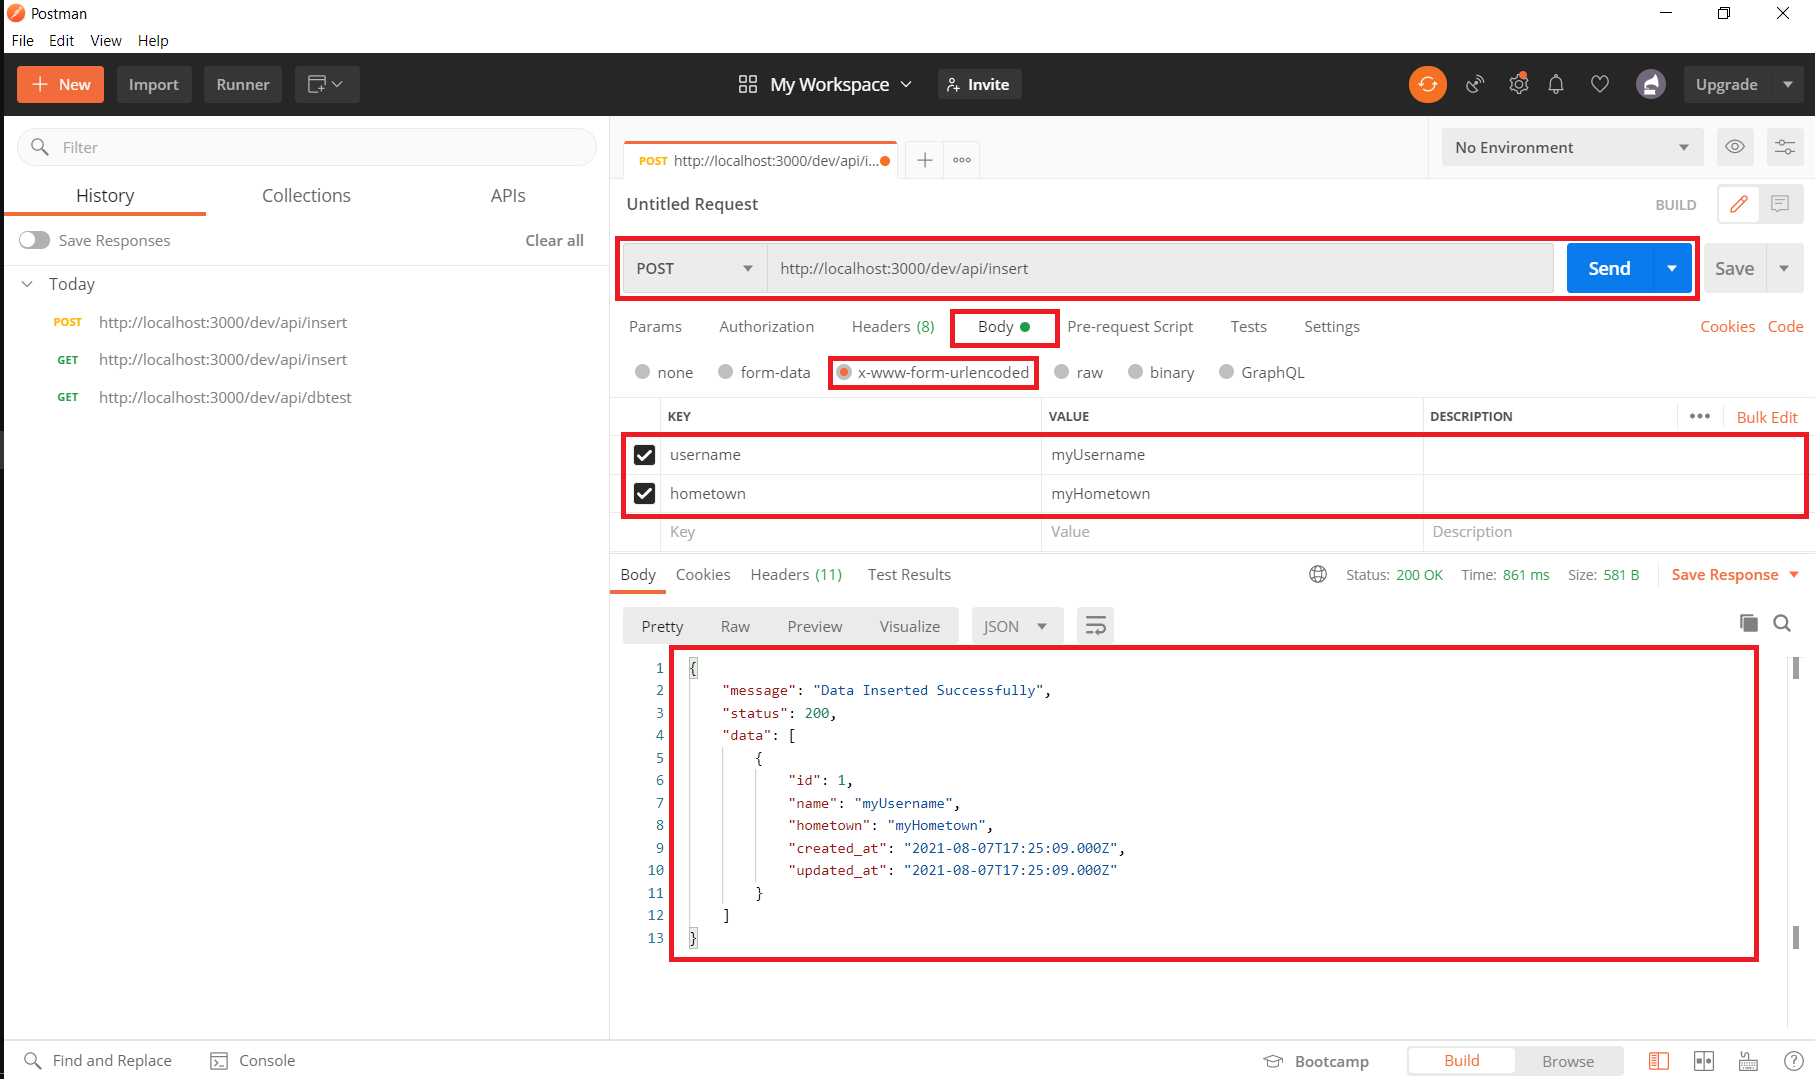 Postman
File Edit View Help
+ New Import Runner My Workspace Invite Upgrade
Filter
History Collections APIs
Save Responses Clear all
Today
POST http://localhost:3000/dev/api/insert
GET http://localhost:3000/dev/api/insert
GET http://localhost:3000/dev/api/dbtest
POST http://localhost:3000/dev/api/i... No Environment
Untitled Request BUILD
POST http://localhost:3000/dev/api/insert Send Save
Params Authorization Headers (8) Body Pre-request Script Tests Settings Cookies Code
none form-data x-www-form-urlencoded raw binary GraphQL
KEY VALUE DESCRIPTION ••• Bulk Edit
username myUsername
hometown myHometown
Key Value Description
Body Cookies Headers (11) Test Results Status: 200 OK Time: 861 ms Size: 581 B Save Response
Pretty Raw Preview Visualize JSON
1 {
2 "message": "Data Inserted Successfully",
3 "status": 200,
4 "data": [
5 {
6 "id": 1,
7 "name": "myUsername",
8 "hometown": "myHometown",
9 "created_at": "2021-08-07T17:25:09.000Z",
10 "updated_at": "2021-08-07T17:25:09.000Z"
11 }
12 ]
13 }
Find and Replace Console Bootcamp Build Browse